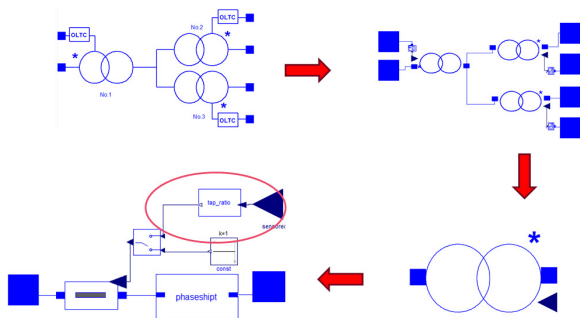 OLTC
No.2
OLTC
*
*
No.1
No.3
*
OLTC
*
*
*
tap_ratio
k=1
const
phaseshipt
*